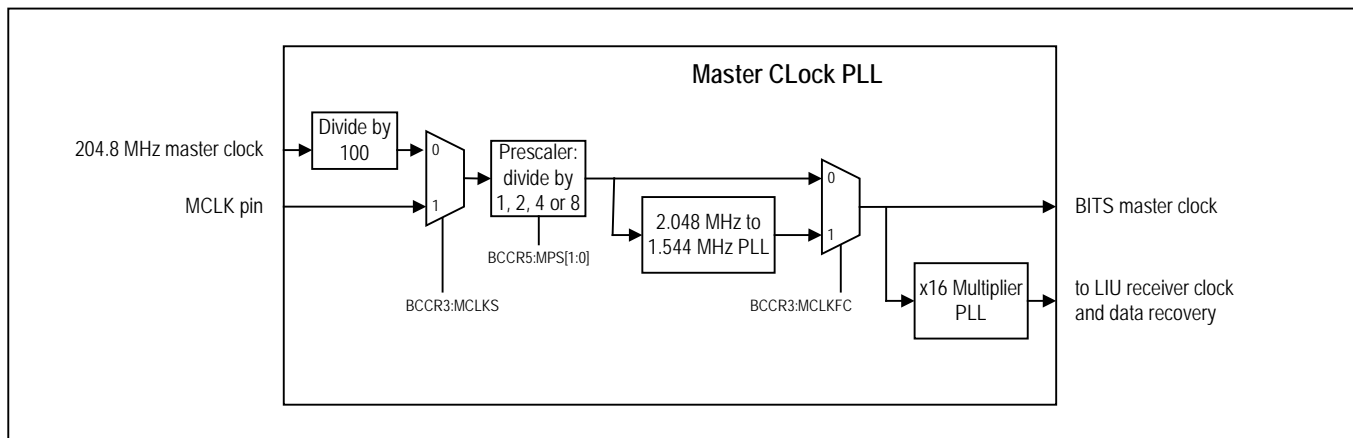 Master CLock PLL
204.8 MHz master clock
Divide by
100
0
MCLK pin
1
Prescaler:
divide by
1, 2, 4 or 8
BCCR5:MPS[1:0]
BCCR3:MCLKS
2.048 MHz to
1.544 MHz PLL
0
1
BCCR3:MCLKFC
BITS master clock
x16 Multiplier
PLL
to LIU receiver clock
and data recovery